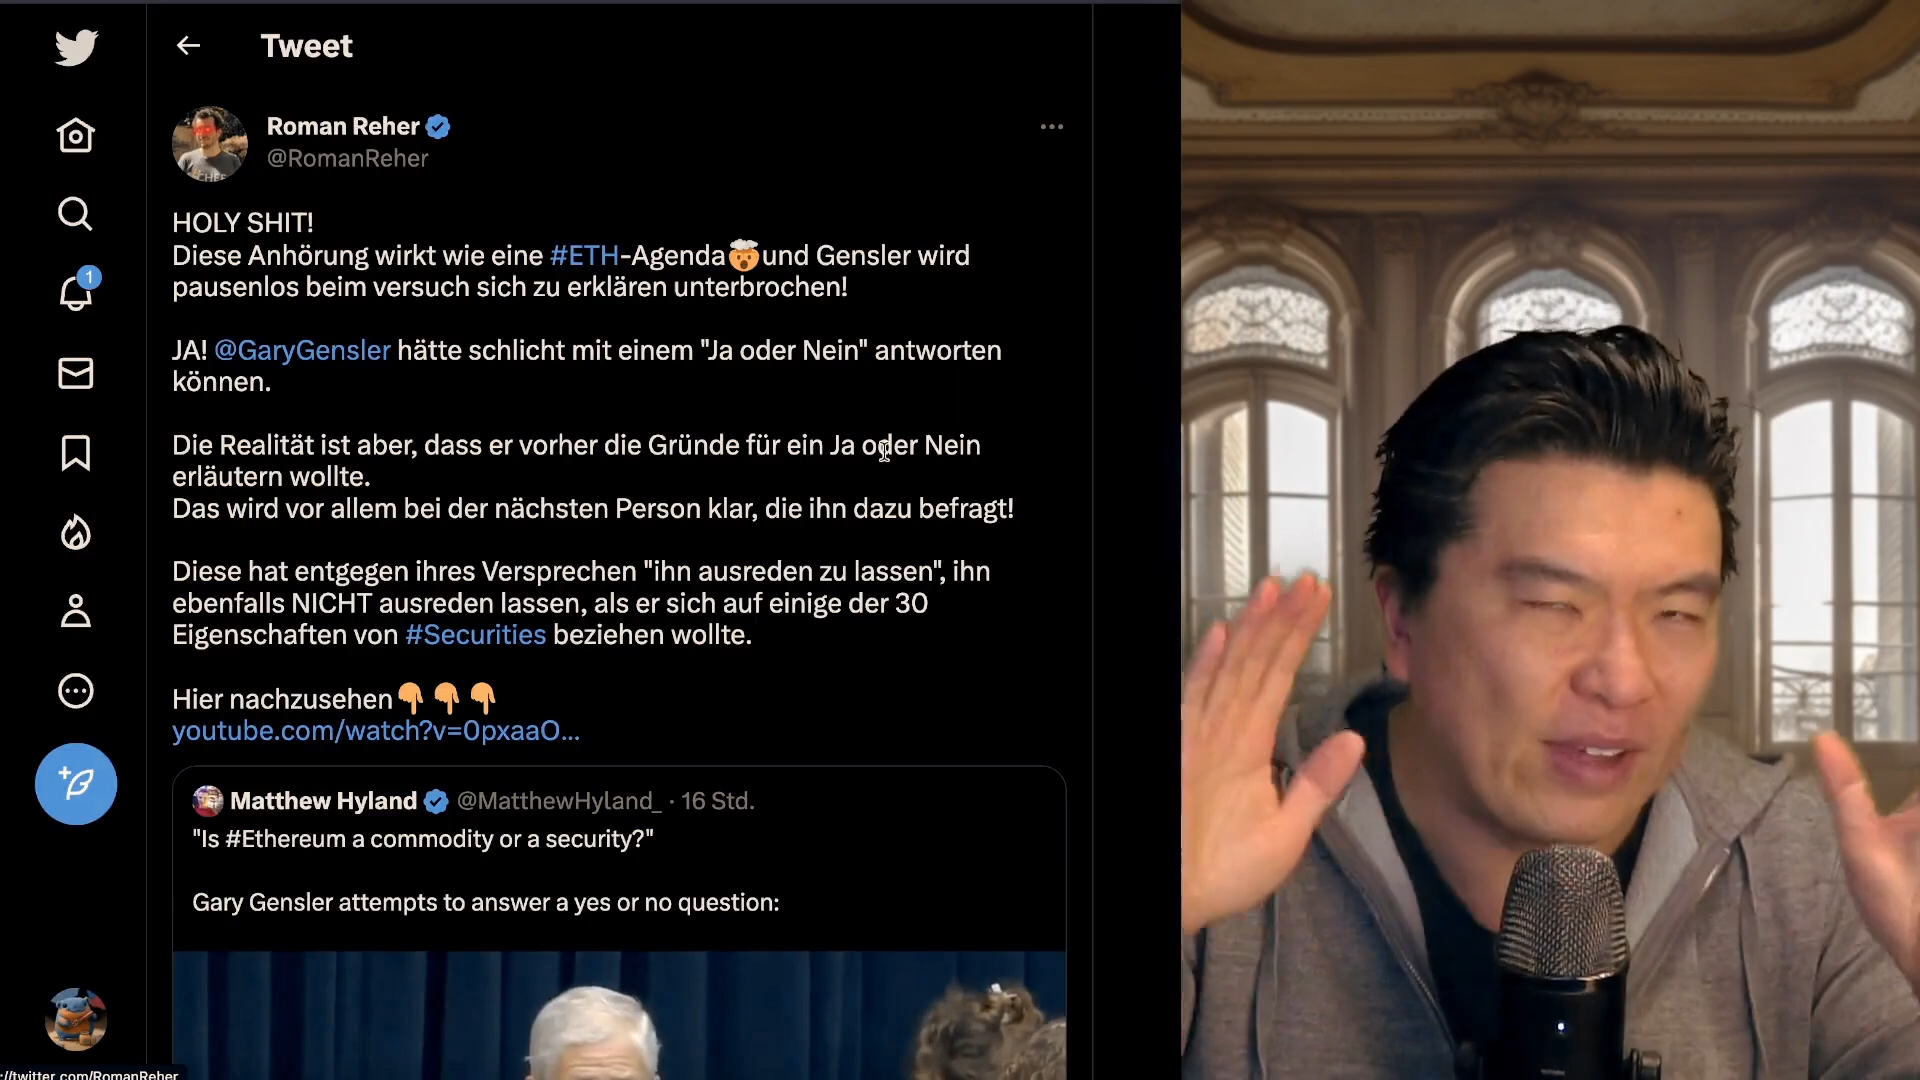 Tweet
Roman Reher
@RomanReher
HOLY SHIT!
Diese Anhörung wirkt wie eine #ETH-Agenda🤯und Gensler wird
pausenlos beim versuch sich zu erklären unterbrochen!
JA! @GaryGensler hätte schlicht mit einem "Ja oder Nein" antworten
können.
Die Realität ist aber, dass er vorher die Gründe für ein Ja oder Nein
erläutern wollte.
Das wird vor allem bei der nächsten Person klar, die ihn dazu befragt!
Diese hat entgegen ihres Versprechen "ihn ausreden zu lassen", ihn
ebenfalls NICHT ausreden lassen, als er sich auf einige der 30
Eigenschaften von #Securities beziehen wollte.
Hier nachzusehen👇👇👇
youtube.com/watch?v=0pxaaO...
Matthew Hyland @MatthewHyland_ · 16 Std.
"Is #Ethereum a commodity or a security?"
Gary Gensler attempts to answer a yes or no question:
1
CHEF
://twitter.com/RomanReher